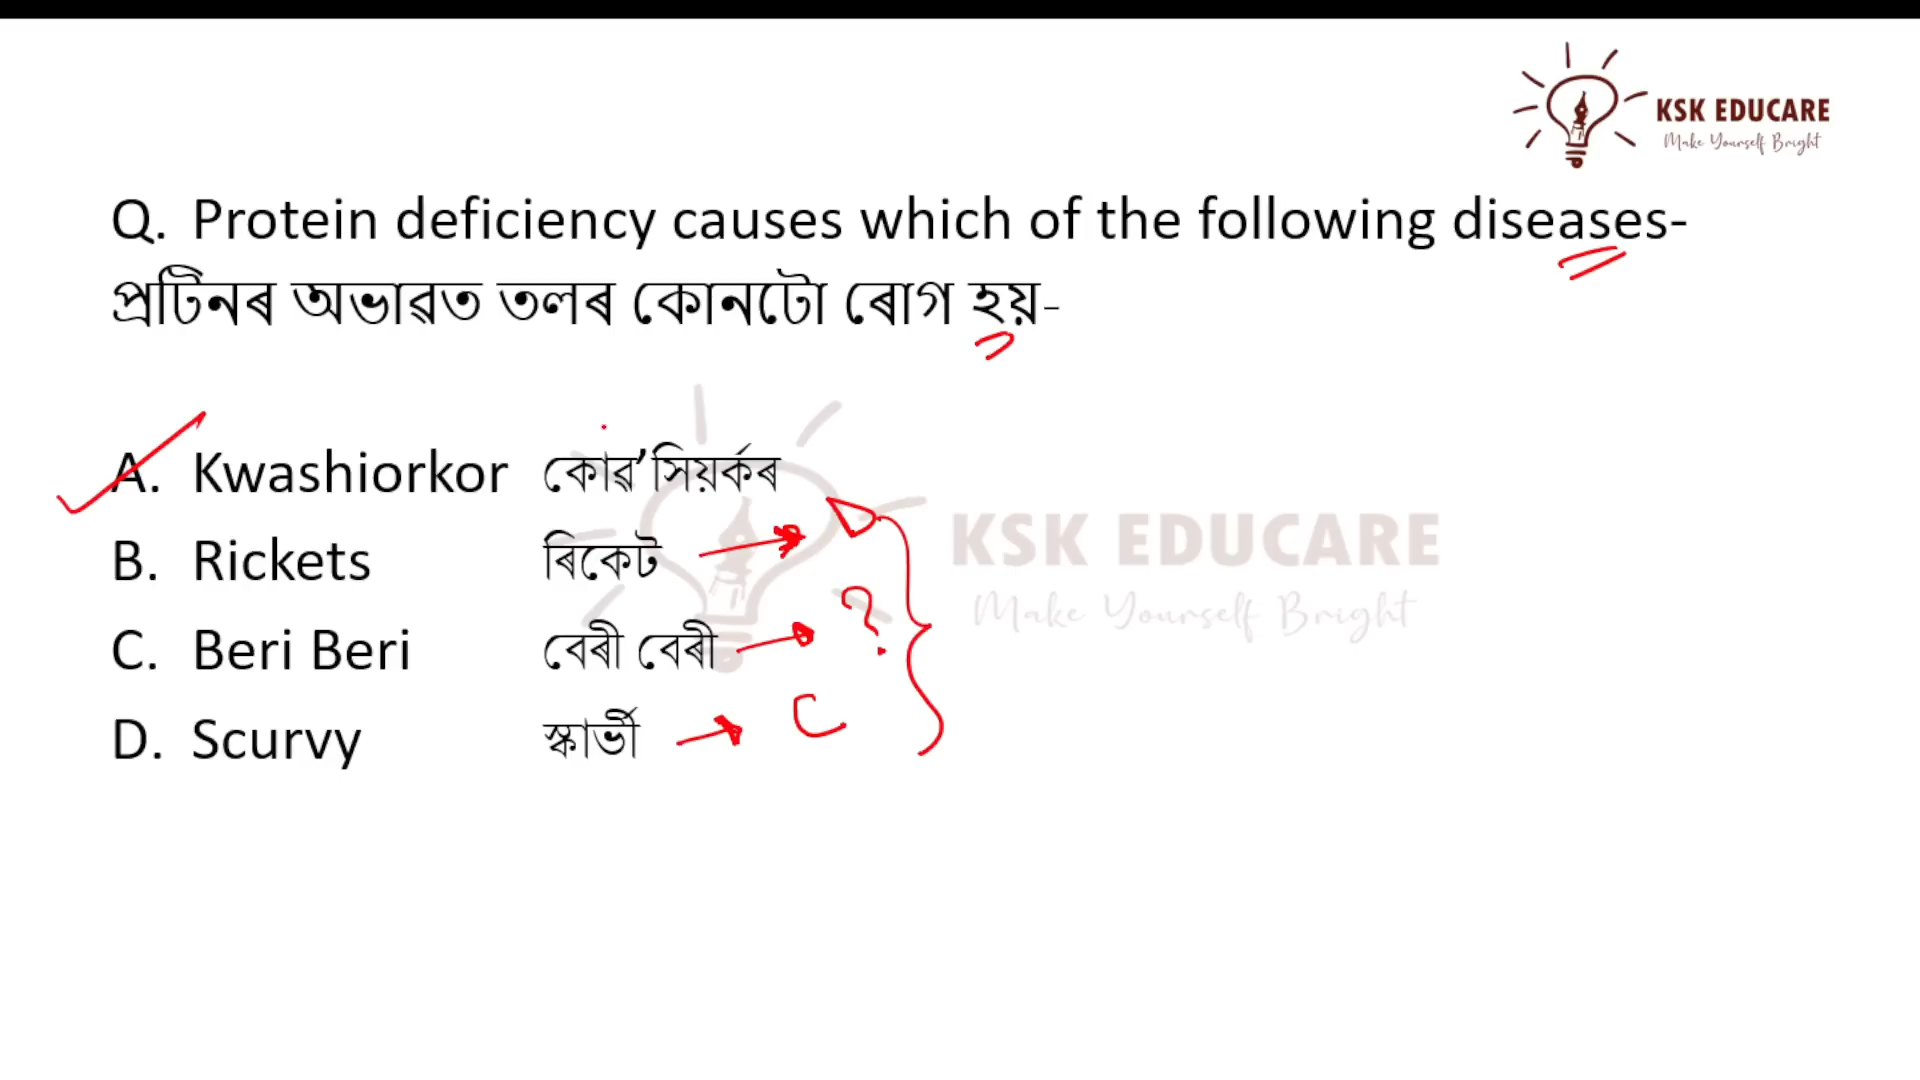 KSK EDUCARE
Make Yourself Bright
Q. Protein deficiency causes which of the following diseases-
প্ৰটিনৰ অভাৱত তলৰ কোনটো ৰোগ হয়-
A. Kwashiorkor কোৱ’সিয়ৰ্কৰ
B. Rickets ৰিকেট → D
C. Beri Beri বেৰী বেৰী → ?
D. Scurvy স্কাৰ্ভী → C
KSK EDUCARE
Make Yourself Bright